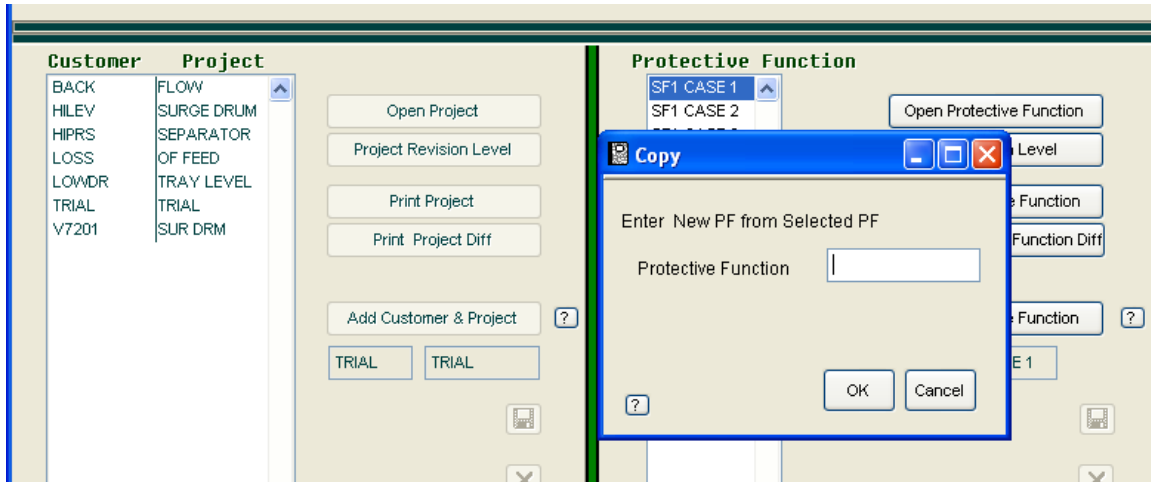 Customer Project
BACK FLOW
HILEV SURGE DRUM
HIPRS SEPARATOR
LOSS OF FEED
LOWDR TRAY LEVEL
TRIAL TRIAL
V7201 SUR DRM
Open Project
Project Revision Level
Print Project
Print Project Diff
Add Customer & Project ?
TRIAL TRIAL
Protective Function
SF1 CASE 1
SF1 CASE 2
Open Protective Function
Level
Function
Function Diff
Function ?
E 1
Copy
Enter New PF from Selected PF
Protective Function
?
OK Cancel